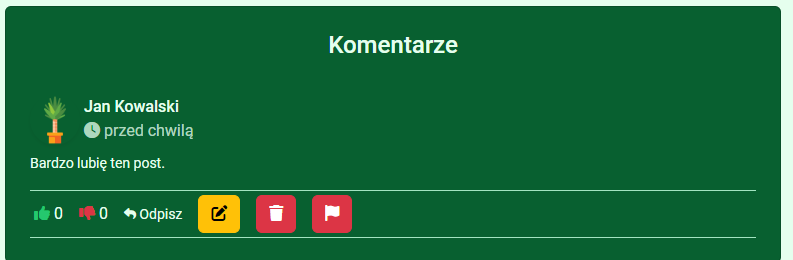 Komentarze
Jan Kowalski
przed chwilą
Bardzo lubię ten post.
0 0 Odpisz